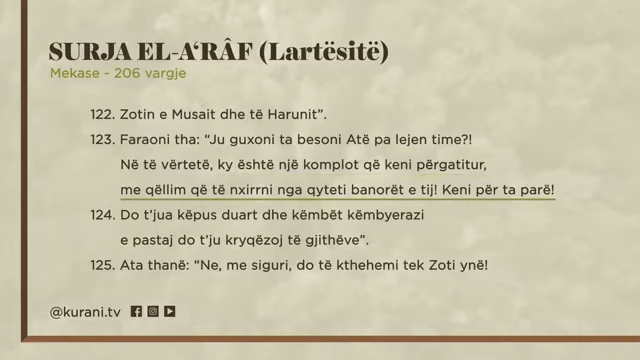 SURJA EL-A‘RÂF (Lartësitë)
Mekase - 206 vargje
122. Zotin e Musait dhe të Harunit”.
123. Faraoni tha: “Ju guxoni ta besoni Atë pa lejen time?!
Në të vërtetë, ky është një komplot që keni përgatitur,
me qëllim që të nxirrni nga qyteti banorët e tij! Keni për ta parë!
124. Do t’jua këpus duart dhe këmbët këmbyerazi
e pastaj do t’ju kryqëzoj të gjithëve”.
125. Ata thanë: “Ne, me siguri, do të kthehemi tek Zoti ynë!
@kurani.tv